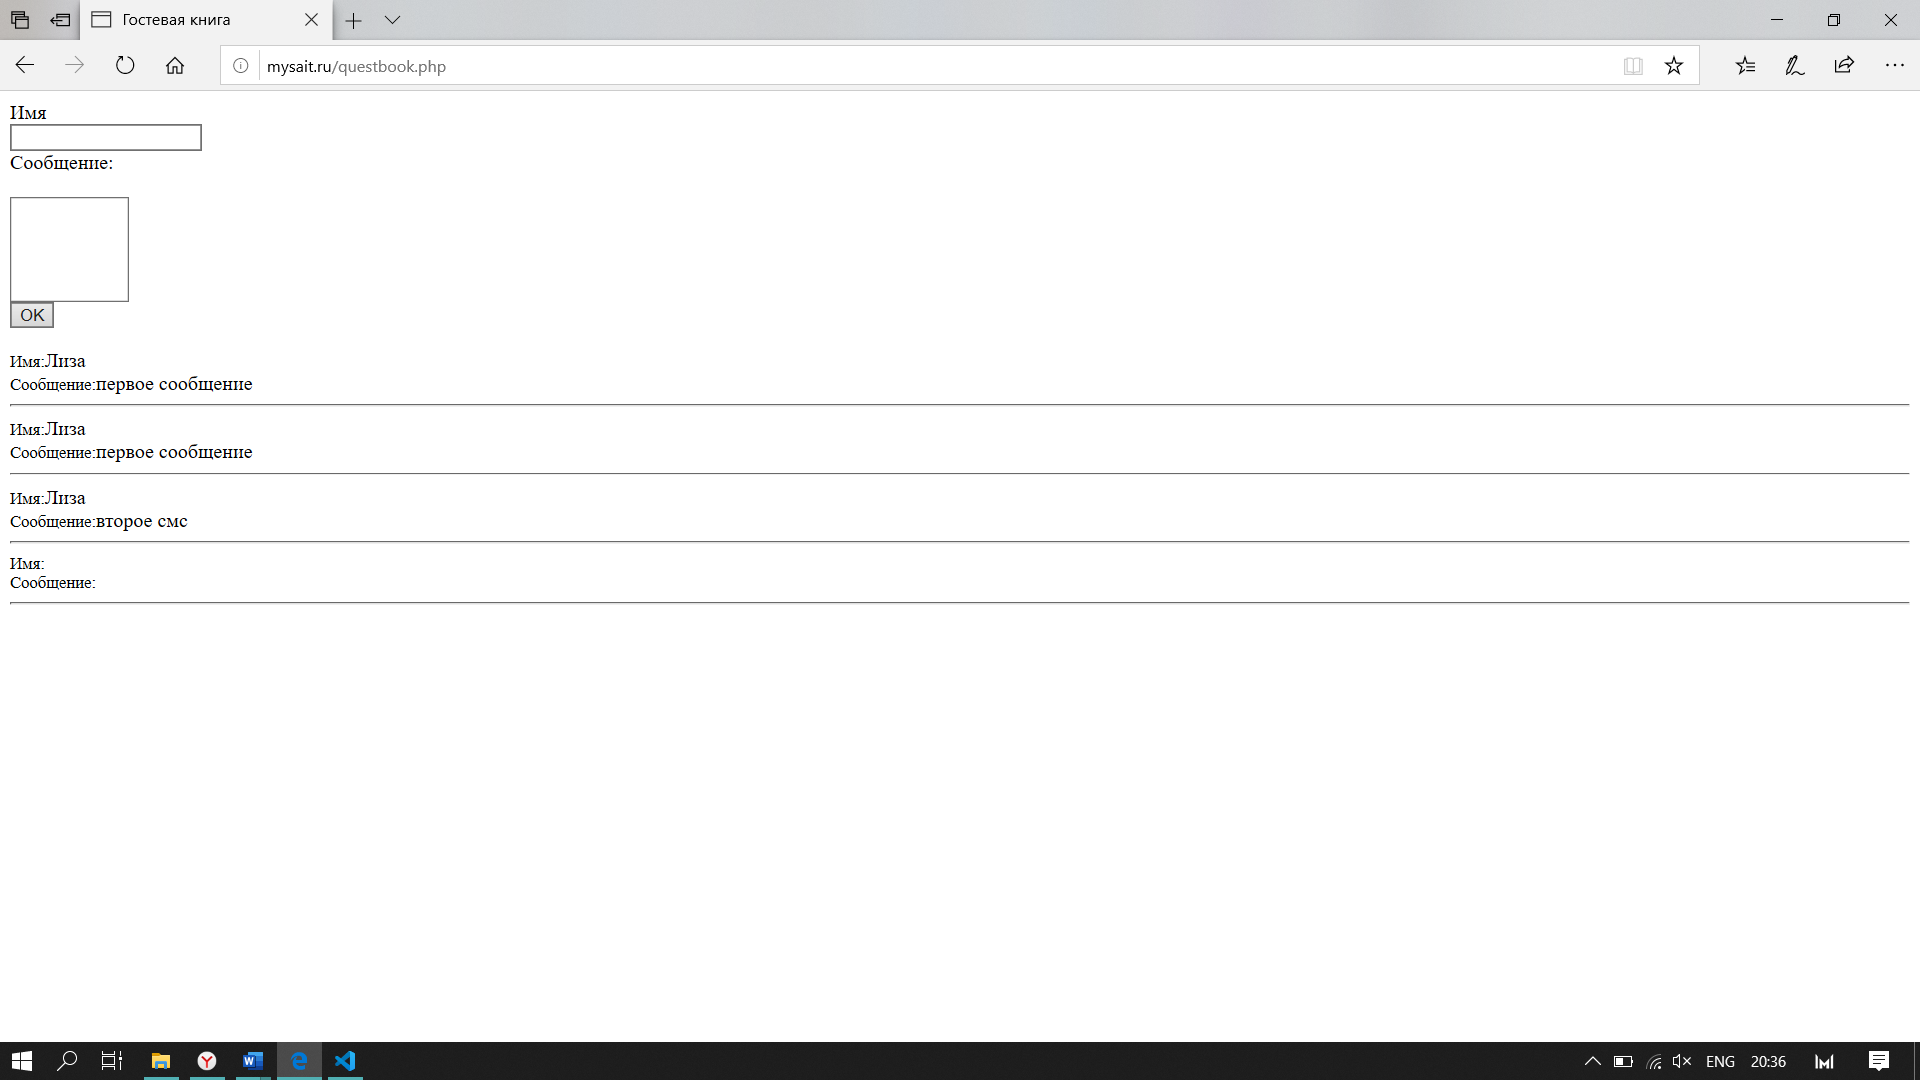 Гостевая книга
mysait.ru/questbook.php
Имя
Сообщение:
OK
Имя:Лиза
Сообщение:первое сообщение
Имя:Лиза
Сообщение:первое сообщение
Имя:Лиза
Сообщение:второе смс
Имя:
Сообщение:
ENG 20:36